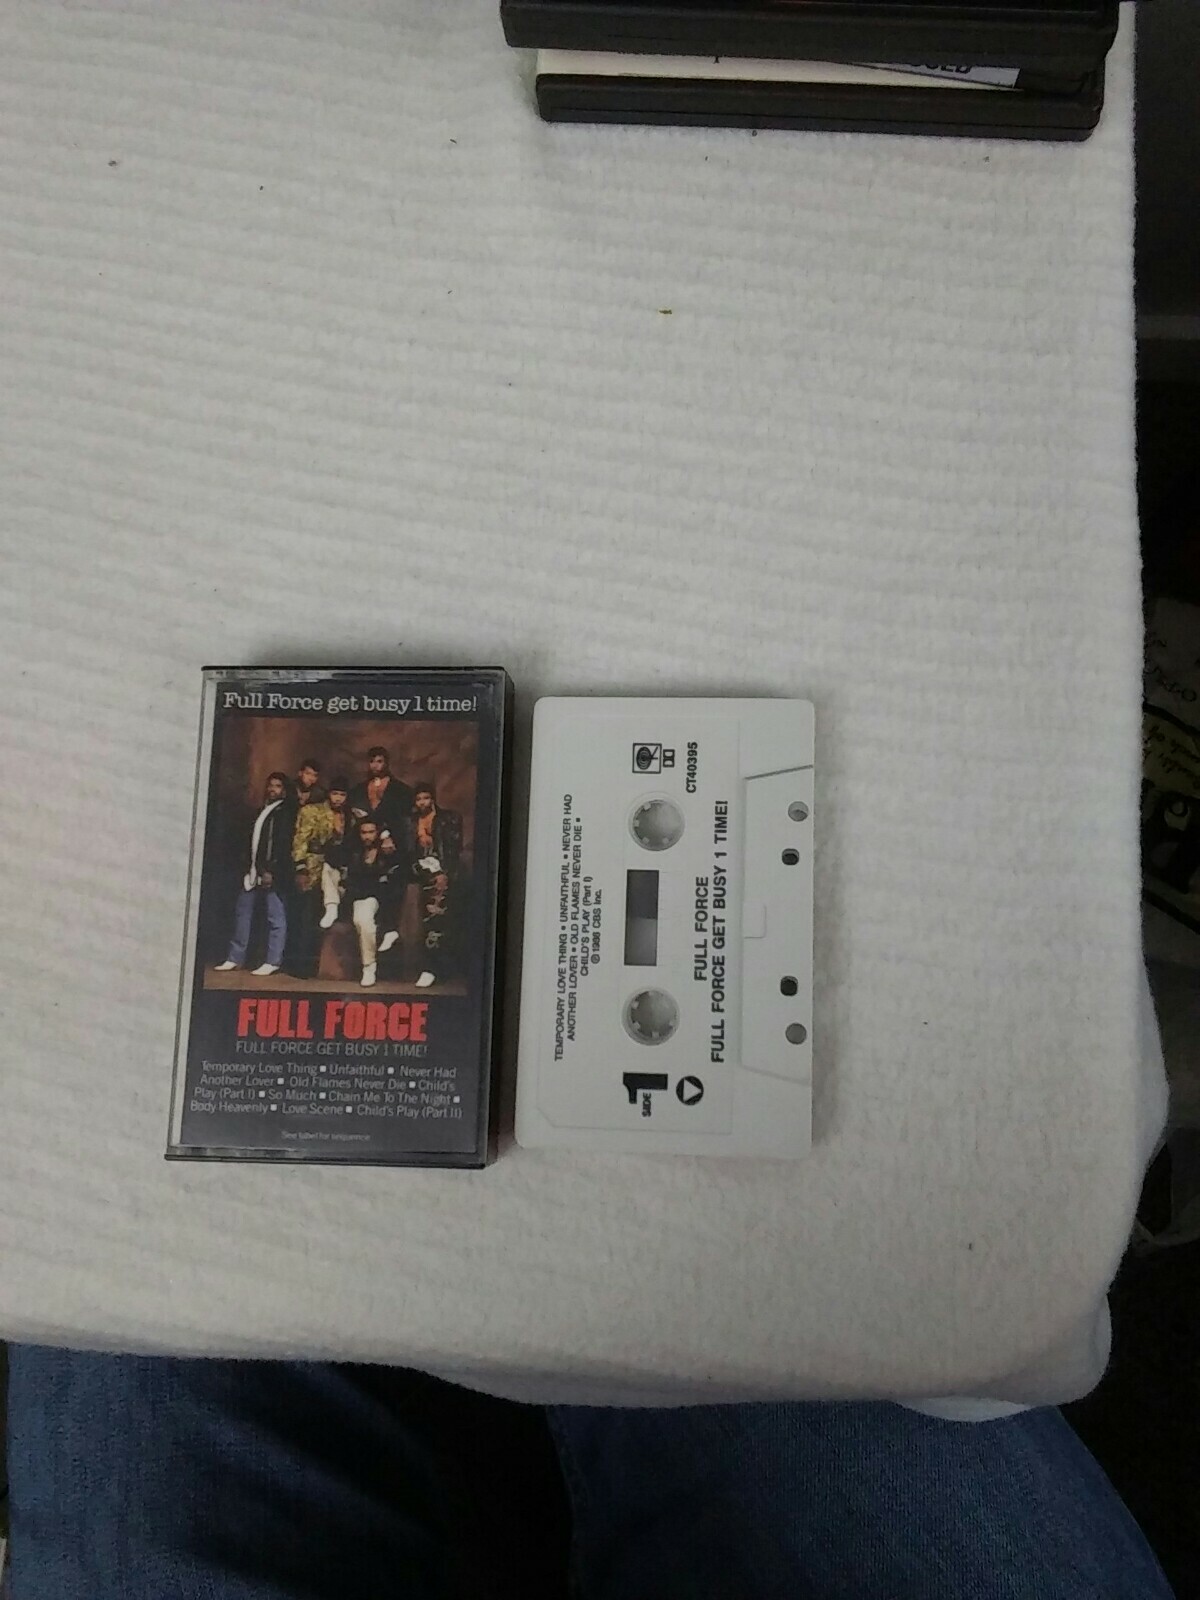 Full Force get busy 1 time!
FULL FORCE
FULL FORCE GET BUSY 1 TIME!
Temporary Love Thing ■ Unfaithful ■ Never Had
Another Lover ■ Old Flames Never Die ■ Child's
Play (Part I) ■ So Much ■ Chain Me To The Night ■
Body Heavenly ■ Love Scene ■ Child's Play (Part II)
See label for sequence
TEMPORARY LOVE THING • UNFAITHFUL • NEVER HAD
ANOTHER LOVER • OLD FLAMES NEVER DIE •
CHILD'S PLAY (Part I)
℗ 1986 CBS Inc.
SIDE 1
CT40395
FULL FORCE
FULL FORCE GET BUSY 1 TIME!